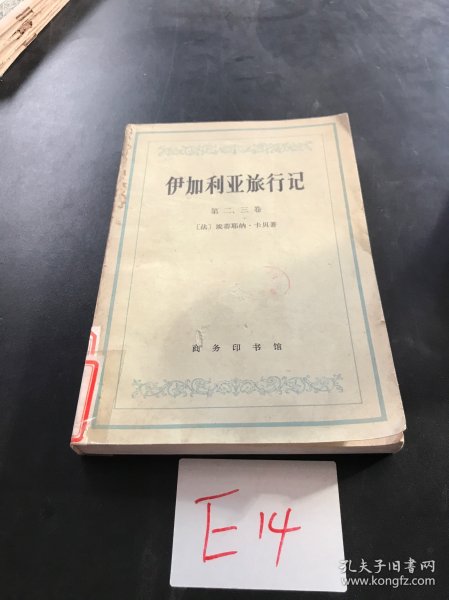 伊加利亚旅行记
第二、三卷
〔法〕埃蒂耶纳·卡贝著
商务印书馆
E14
孔夫子旧书网
www.kongfz.com